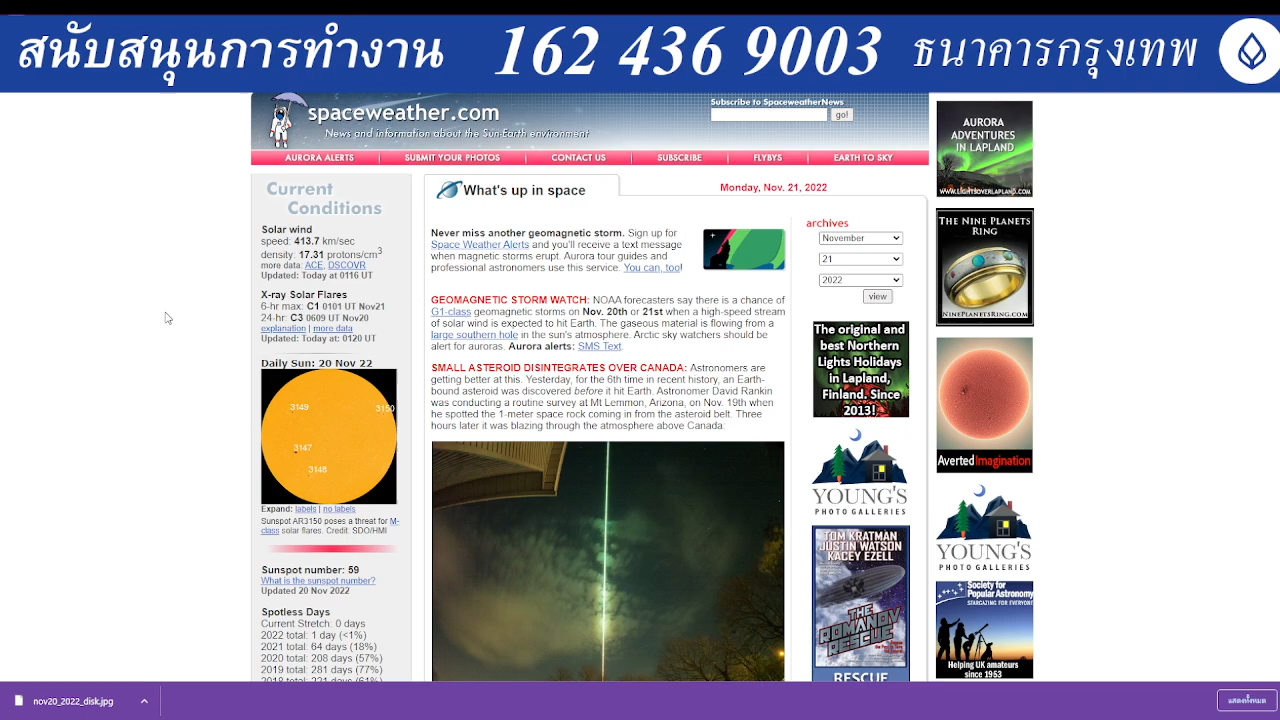 สนับสนุนการทำงาน 162 436 9003 ธนาคารกรุงเทพ
spaceweather.com
News and information about the Sun-Earth environment
Subscribe to SpaceweatherNews
go!
AURORA ALERTS
SUBMIT YOUR PHOTOS
CONTACT US
SUBSCRIBE
FLYBYS
EARTH TO SKY
Current
Conditions
Solar wind
speed: 413.7 km/sec
density: 17.31 protons/cm3
more data: ACE, DSCOVR
Updated: Today at 0116 UT
X-ray Solar Flares
6-hr max: C1 0101 UT Nov21
24-hr: C3 0609 UT Nov20
explanation | more data
Updated: Today at: 0120 UT
Daily Sun: 20 Nov 22
3149
3150
3147
3148
Expand: labels | no labels
Sunspot AR3150 poses a threat for M-
class solar flares. Credit: SDO/HMI
Sunspot number: 59
What is the sunspot number?
Updated 20 Nov 2022
Spotless Days
Current Stretch: 0 days
2022 total: 1 day (<1%)
2021 total: 64 days (18%)
2020 total: 208 days (57%)
2019 total: 281 days (77%)
2018 total: 221 days (61%)
What's up in space
Monday, Nov. 21, 2022
Never miss another geomagnetic storm. Sign up for
Space Weather Alerts and you'll receive a text message
when magnetic storms erupt. Aurora tour guides and
professional astronomers use this service. You can, too!
GEOMAGNETIC STORM WATCH: NOAA forecasters say there is a chance of
G1-class geomagnetic storms on Nov. 20th or 21st when a high-speed stream
of solar wind is expected to hit Earth. The gaseous material is flowing from a
large southern hole in the sun's atmosphere. Arctic sky watchers should be
alert for auroras. Aurora alerts: SMS Text.
SMALL ASTEROID DISINTEGRATES OVER CANADA: Astronomers are
getting better at this. Yesterday, for the 6th time in recent history, an Earth-
bound asteroid was discovered before it hit Earth. Astronomer David Rankin
was conducting a routine survey at Mt Lemmon, Arizona, on Nov. 19th when
he spotted the 1-meter space rock coming in from the asteroid belt. Three
hours later it was blazing through the atmosphere above Canada:
archives
November
21
2022
view
The original and
best Northern
Lights Holidays
in Lapland,
Finland. Since
2013!
YOUNG'S
PHOTO GALLERIES
TOM KRATMAN
JUSTIN WATSON
KACEY EZELL
THE
ROMANOV
RESCUE
RESCUE
AURORA
ADVENTURES
IN LAPLAND
WWW.LIGHTSOVERLAPLAND.COM
THE NINE PLANETS
RING
NINEPLANETSRING.COM
AvertedImagination
YOUNG'S
PHOTO GALLERIES
Society for
Popular Astronomy
STARGAZING FOR EVERYONE
Helping UK amateurs
since 1953
nov20_2022_disk.jpg
แสดงทั้งหมด